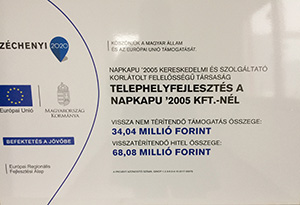 SZÉCHENYI 2020
KÖSZÖNJÜK A MAGYAR ÁLLAM
ÉS AZ EURÓPAI UNIÓ TÁMOGATÁSÁT.
NAPKAPU '2005 KERESKEDELMI ÉS SZOLGÁLTATÓ
KORLÁTOLT FELELŐSSÉGŰ TÁRSASÁG
TELEPHELYFEJLESZTÉS A
NAPKAPU '2005 KFT.-NÉL
VISSZA NEM TÉRÍTENDŐ TÁMOGATÁS ÖSSZEGE:
34,04 MILLIÓ FORINT
VISSZATÉRÍTENDŐ HITEL ÖSSZEGE:
68,08 MILLIÓ FORINT
Európai Unió
MAGYARORSZÁG
KORMÁNYA
BEFEKTETÉS A JÖVŐBE
Európai Regionális
Fejlesztési Alap